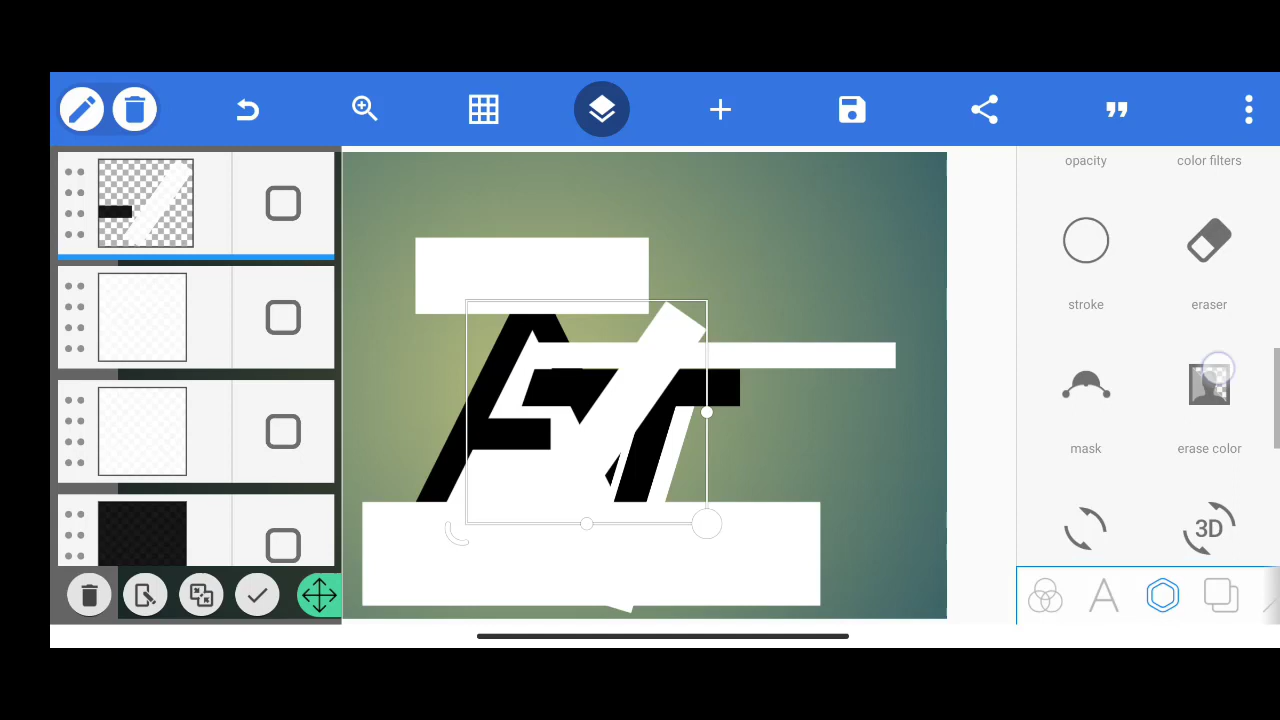 opacity color filters
stroke eraser
mask erase color
3D
A